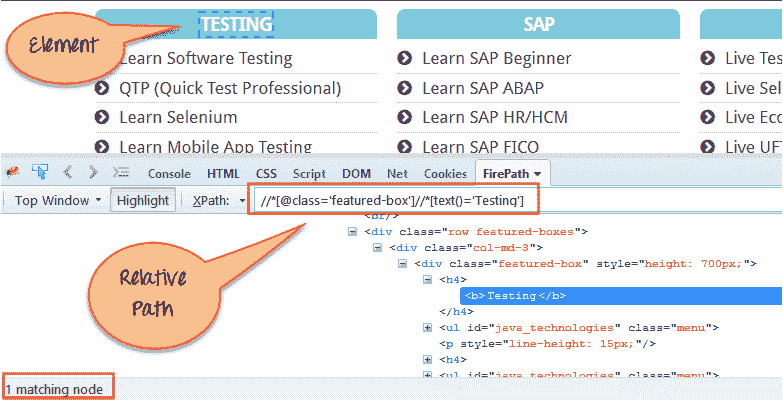 TESTING
SAP
Element
Learn Software Testing
Learn SAP Beginner
Live Tes
QTP (Quick Test Professional)
Learn SAP ABAP
Live Sel
Learn Selenium
Learn SAP HR/HCM
Live Eco
Learn Mobile App Testing
Learn SAP FICO
Live UFT
Console HTML CSS Script DOM Net Cookies FirePath
Top Window Highlight XPath: //*[@class='featured-box']//*[text()='Testing']
<br/>
<div class="row featured-boxes">
<div class="col-md-3">
<div class="featured-box" style="height: 700px;">
<h4>
<b>Testing</b>
</h4>
<ul id="java_technologies" class="menu">
<p style="line-height: 15px;"/>
<h4>
<ul id="java_technologies" class="menu">
Relative
Path
1 matching node